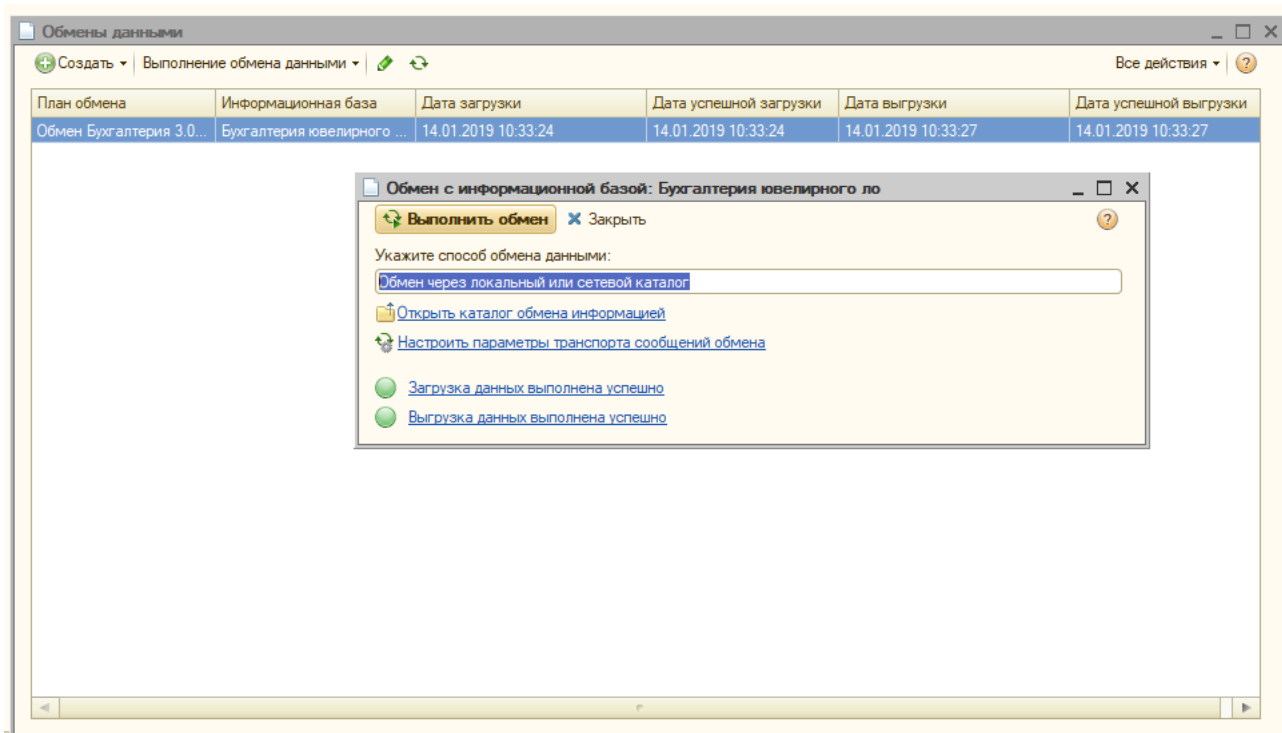 Обмены данными
Создать Выполнение обмена данными Все действия
План обмена Информационная база Дата загрузки Дата успешной загрузки Дата выгрузки Дата успешной выгрузки
Обмен Бухгалтерия 3.0... Бухгалтерия ювелирного ... 14.01.2019 10:33:24 14.01.2019 10:33:24 14.01.2019 10:33:27 14.01.2019 10:33:27
Обмен с информационной базой: Бухгалтерия ювелирного ло
Выполнить обмен Закрыть
Укажите способ обмена данными:
Обмен через локальный или сетевой каталог
Открыть каталог обмена информацией
Настроить параметры транспорта сообщений обмена
Загрузка данных выполнена успешно
Выгрузка данных выполнена успешно